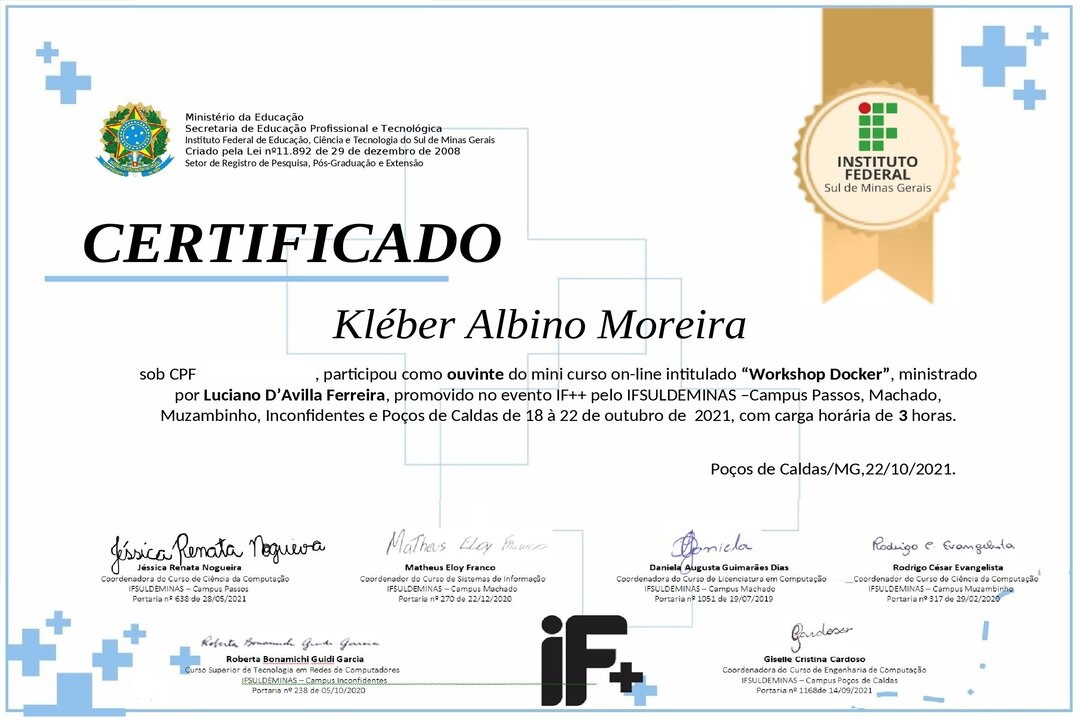 Ministério da Educação
Secretaria de Educação Profissional e Tecnológica
Instituto Federal de Educação, Ciência e Tecnologia do Sul de Minas Gerais
Criado pela Lei nº11.892 de 29 de dezembro de 2008
Setor de Registro de Pesquisa, Pós-Graduação e Extensão
INSTITUTO
FEDERAL
Sul de Minas Gerais
CERTIFICADO
Kléber Albino Moreira
sob CPF , participou como ouvinte do mini curso on-line intitulado “Workshop Docker”, ministrado
por Luciano D’Avilla Ferreira, promovido no evento IF++ pelo IFSULDEMINAS –Campus Passos, Machado,
Muzambinho, Inconfidentes e Poços de Caldas de 18 à 22 de outubro de 2021, com carga horária de 3 horas.
Poços de Caldas/MG,22/10/2021.
Jéssica Renata Nogueira
Jéssica Renata Nogueira
Coordenadora do Curso de Ciência da Computação
IFSULDEMINAS – Campus Passos
Portaria nº 638 de 28/05/2021
Matheus Eloy Franco
Matheus Eloy Franco
Coordenador do Curso de Sistemas de Informação
IFSULDEMINAS – Campus Machado
Portaria nº 270 de 22/12/2020
Daniela
Daniela Augusta Guimarães Dias
Coordenadora do Curso de Licenciatura em Computação
IFSULDEMINAS – Campus Machado
Portaria nº 1051 de 19/07/2019
Rodrigo C. Evangelista
Rodrigo César Evangelista
Coordenador do Curso de Ciência da Computação
IFSULDEMINAS – Campus Muzambinho
Portaria nº 317 de 29/02/2020
Roberta Bonamichi Guidi Garcia
Roberta Bonamichi Guidi Garcia
Curso Superior de Tecnologia em Redes de Computadores
IFSULDEMINAS – Campus Inconfidentes
Portaria nº 238 de 05/10/2020
iF++
Cardoso
Giselle Cristina Cardoso
Coordenadora do Curso de Engenharia de Computação
IFSULDEMINAS – Campus Poços de Caldas
Portaria nº 1168de 14/09/2021